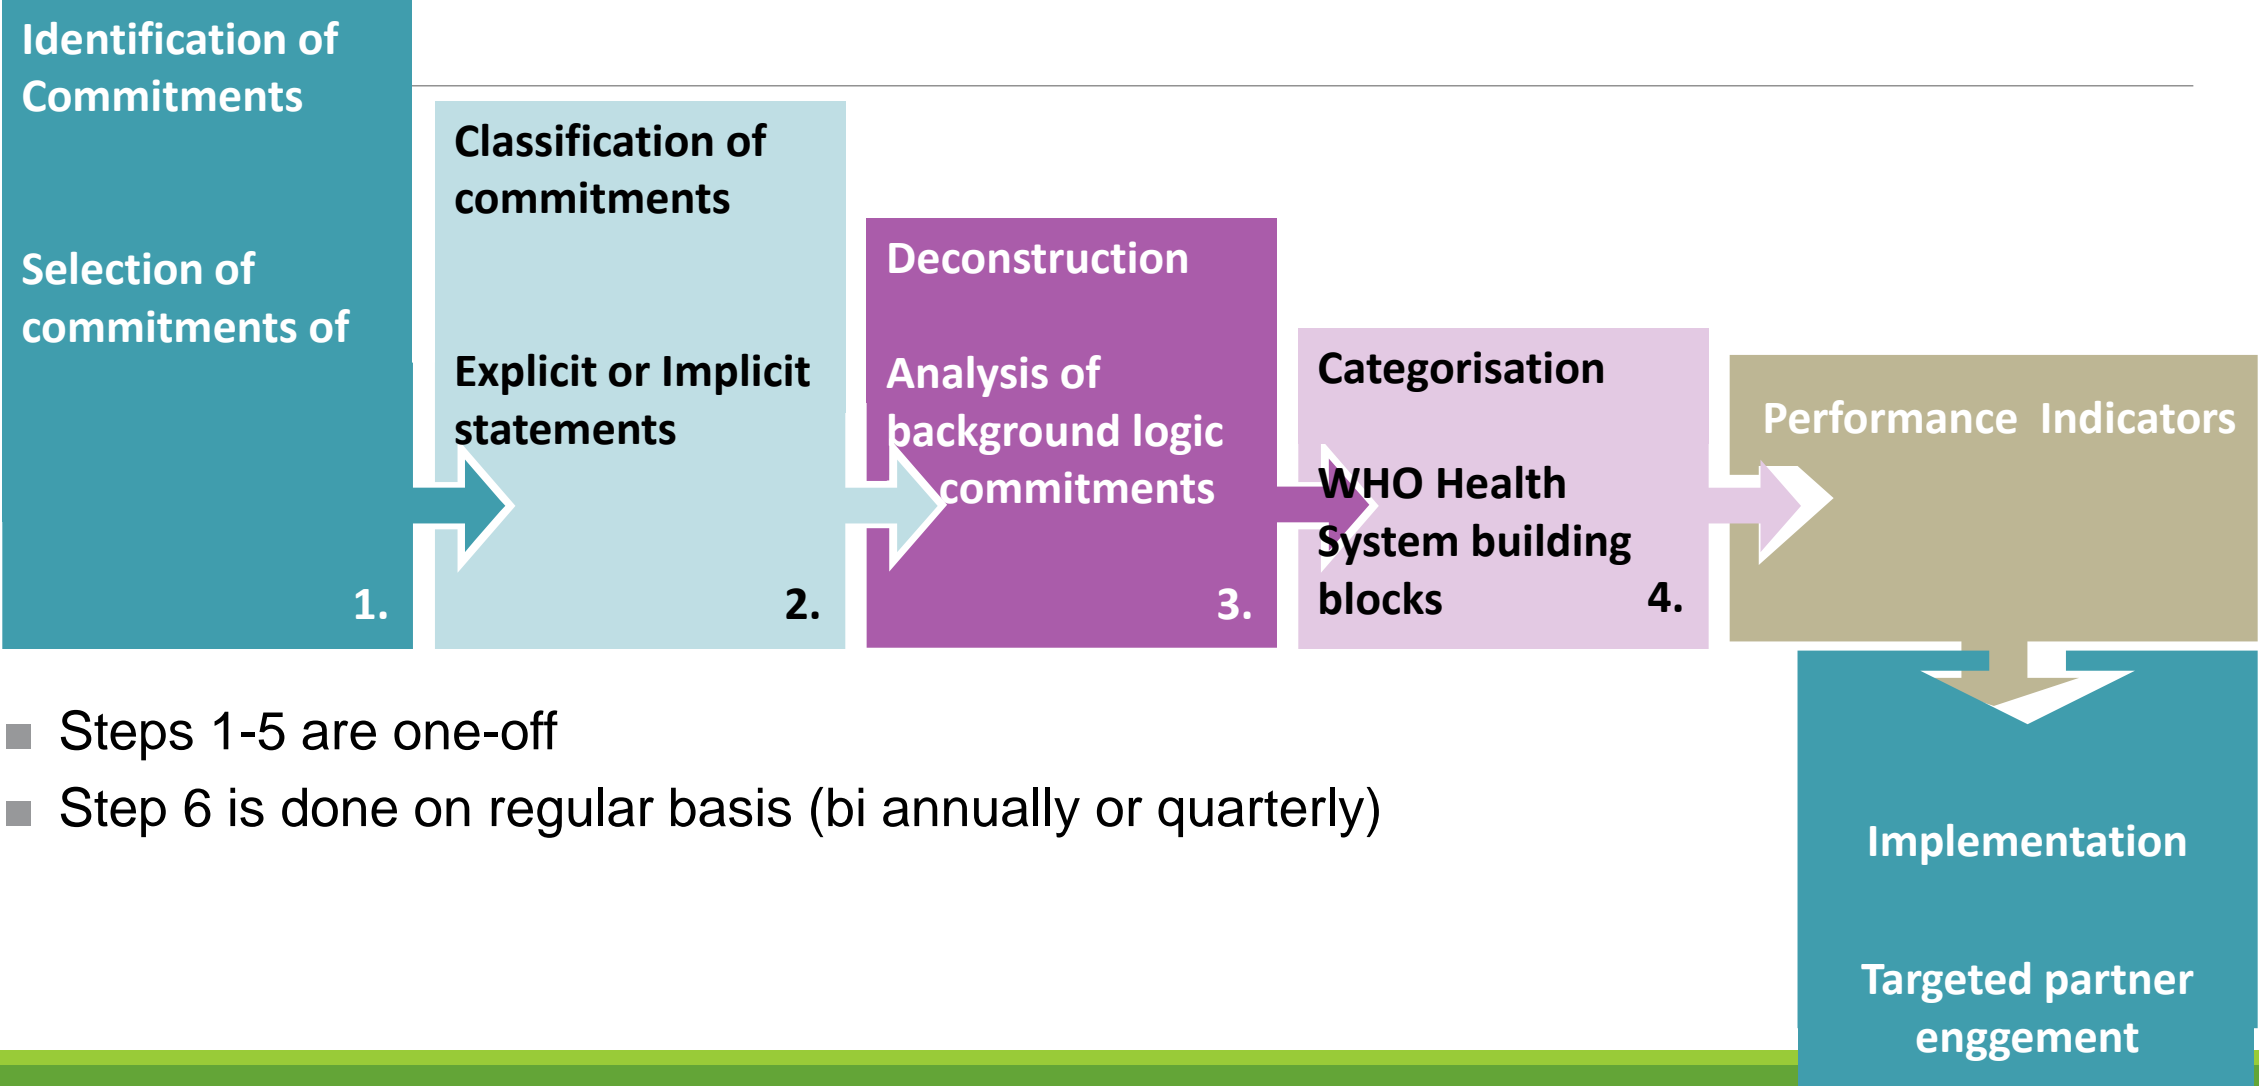 Identification of
Commitments
Selection of
commitments of
1.
Classification of
commitments
Explicit or Implicit
statements
2.
Deconstruction
Analysis of
background logic
commitments
3.
Categorisation
WHO Health
System building
blocks
4.
Performance Indicators
Implementation
Targeted partner
enggement
Steps 1-5 are one-off
Step 6 is done on regular basis (bi annually or quarterly)